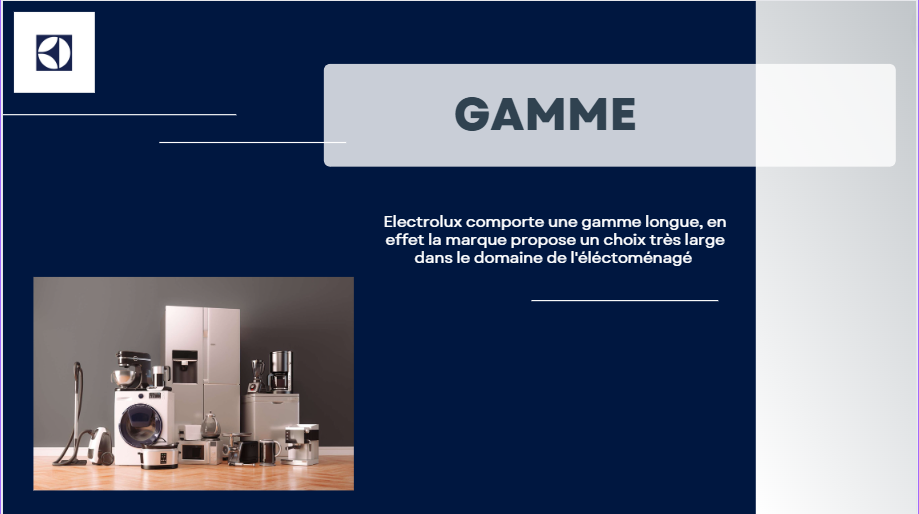 GAMME
Electrolux comporte une gamme longue, en
effet la marque propose un choix très large
dans le domaine de l'éléctoménagé